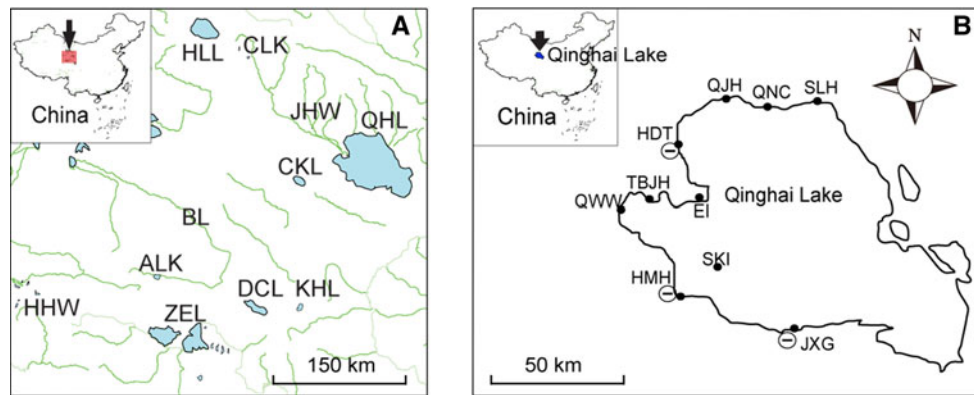 A
China
HLL
CLK
JHW
QHL
CKL
BL
ALK
DCL
KHL
HHW
ZEL
150 km
B
Qinghai Lake
China
N
QJH
QNC
SLH
HDT
TBJH
QWW
EI
Qinghai Lake
SKI
HMH
JXG
50 km